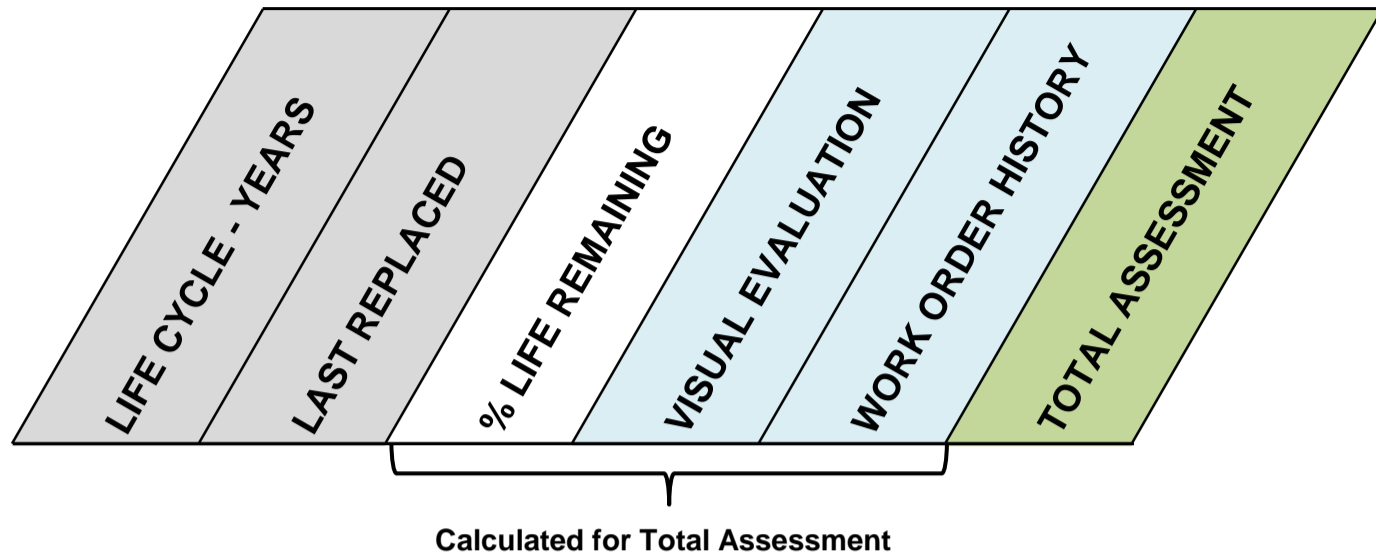 LIFE CYCLE - YEARS
LAST REPLACED
% LIFE REMAINING
VISUAL EVALUATION
WORK ORDER HISTORY
TOTAL ASSESSMENT
Calculated for Total Assessment